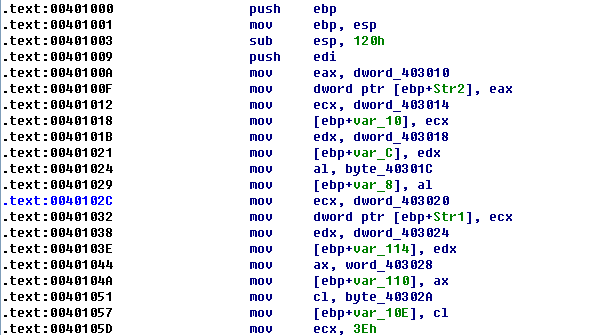 .text:00401000 push ebp
.text:00401001 mov ebp, esp
.text:00401003 sub esp, 120h
.text:00401009 push edi
.text:0040100A mov eax, dword_403010
.text:0040100F mov dword ptr [ebp+Str2], eax
.text:00401012 mov ecx, dword_403014
.text:00401018 mov [ebp+var_10], ecx
.text:0040101B mov edx, dword_403018
.text:00401021 mov [ebp+var_C], edx
.text:00401024 mov al, byte_40301C
.text:00401029 mov [ebp+var_8], al
.text:0040102C mov ecx, dword_403020
.text:00401032 mov dword ptr [ebp+Str1], ecx
.text:00401038 mov edx, dword_403024
.text:0040103E mov [ebp+var_114], edx
.text:00401044 mov ax, word_403028
.text:0040104A mov [ebp+var_110], ax
.text:00401051 mov cl, byte_40302A
.text:00401057 mov [ebp+var_10E], cl
.text:0040105D mov ecx, 3Eh